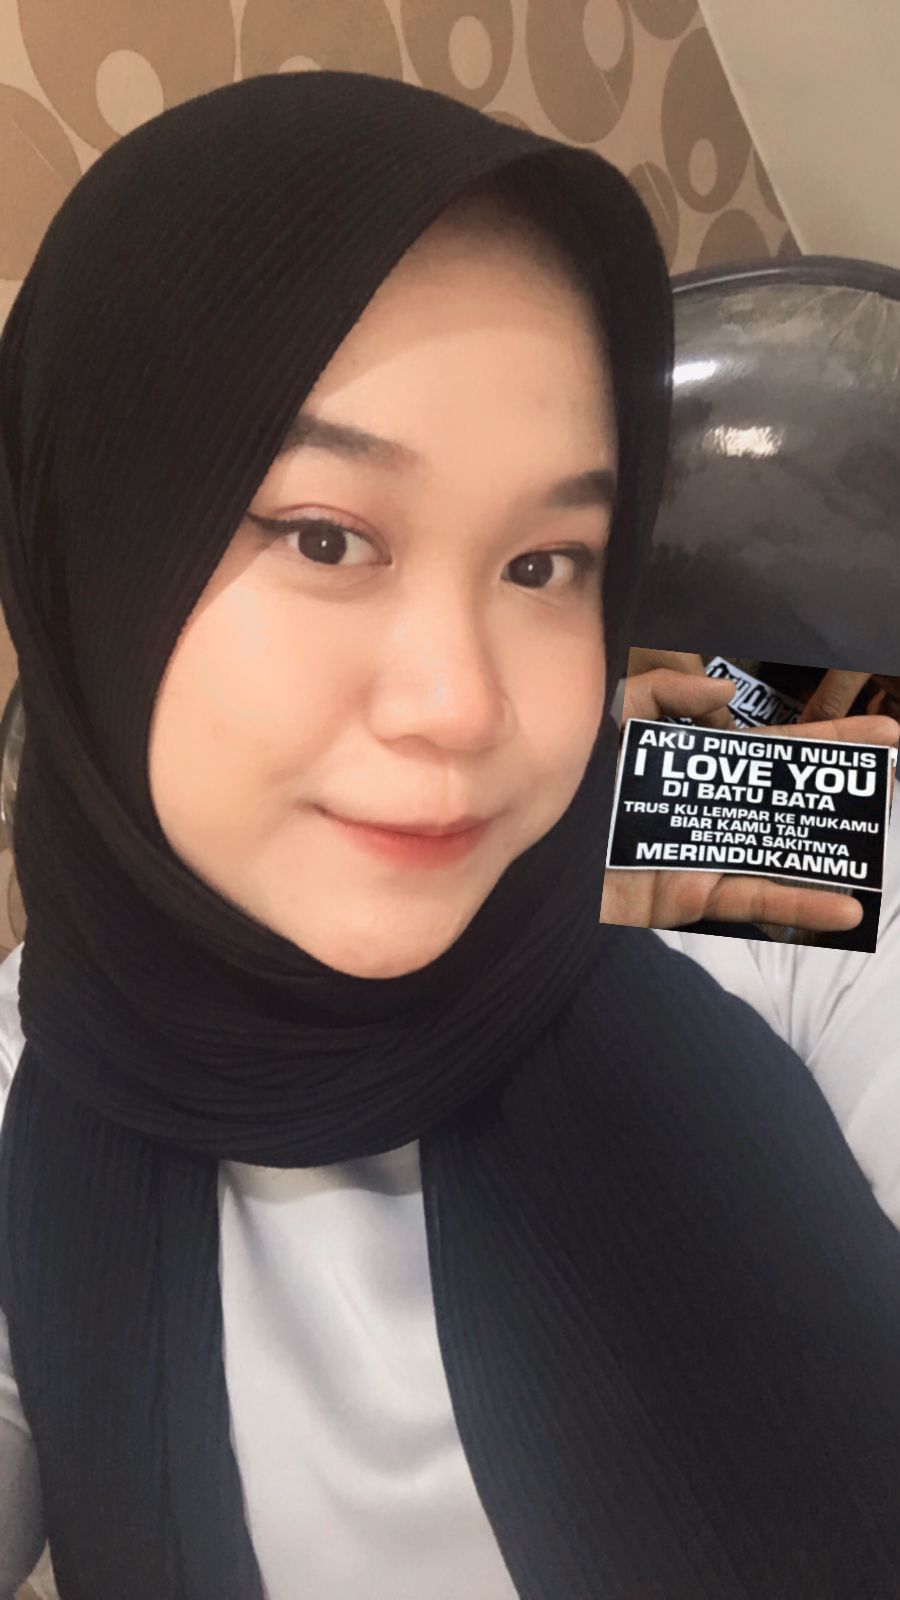 AKU PINGIN NULIS
I LOVE YOU
DI BATU BATA
TRUS KU LEMPAR KE MUKAMU
BIAR KAMU TAU
BETAPA SAKITNYA
MERINDUKANMU